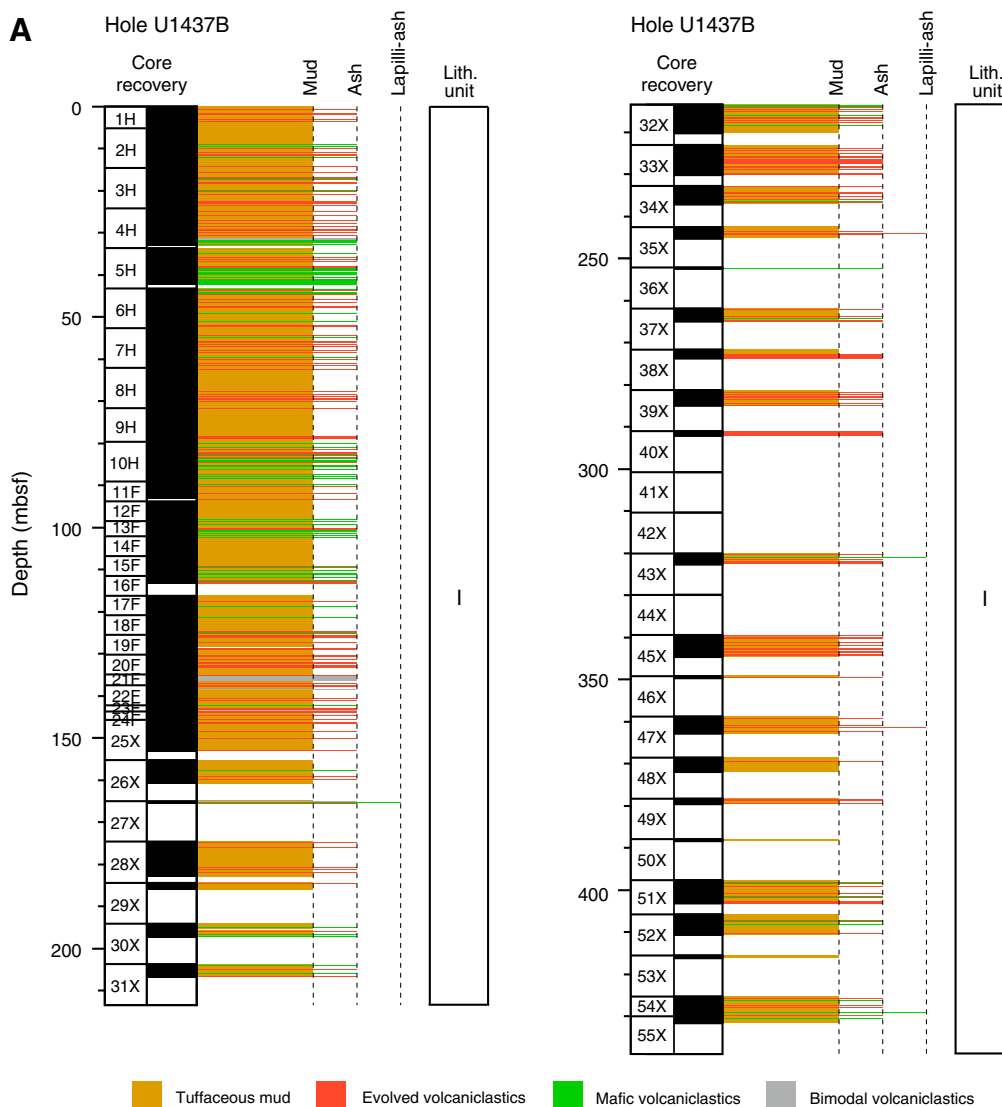 A
Hole U1437B
Core
recovery
Mud
Ash
Lapilli-ash
Lith.
unit
Depth (mbsf)
0
50
100
150
200
1H
2H
3H
4H
5H
6H
7H
8H
9H
10H
11F
12F
13F
14F
15F
16F
17F
18F
19F
20F
21F
22F
23F
24F
25X
26X
27X
28X
29X
30X
31X
I
Hole U1437B
Core
recovery
Mud
Ash
Lapilli-ash
Lith.
unit
250
300
350
400
32X
33X
34X
35X
36X
37X
38X
39X
40X
41X
42X
43X
44X
45X
46X
47X
48X
49X
50X
51X
52X
53X
54X
55X
I
Tuffaceous mud
Evolved volcaniclastics
Mafic volcaniclastics
Bimodal volcaniclastics